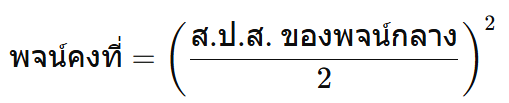 พจน์คงที่ = (ส.ป.ส. ของพจน์กลาง / 2)²